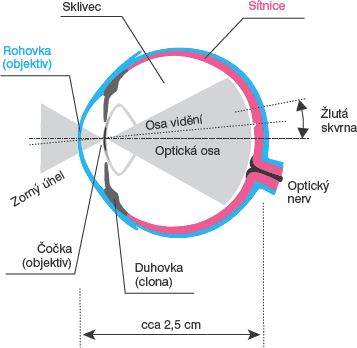 Sklivec
Sítnice
Rohovka
(objektiv)
Osa vidění
Žlutá
skvrna
Optická osa
Zorný úhel
Optický
nerv
Čočka
(objektiv)
Duhovka
(clona)
cca 2,5 cm